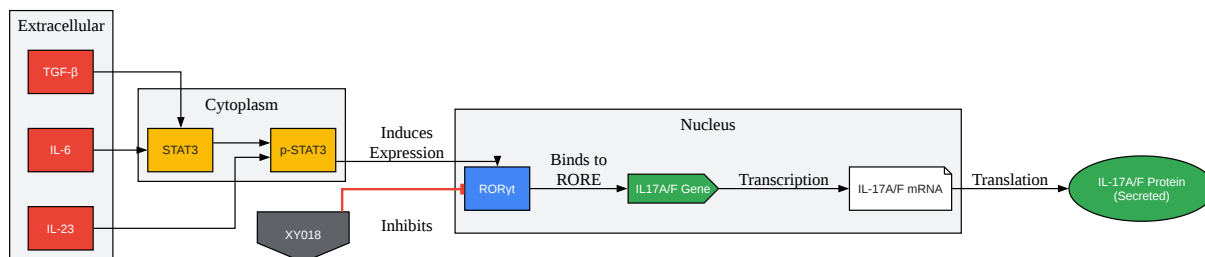 Extracellular
TGF-β
IL-6
IL-23
Cytoplasm
STAT3
p-STAT3
Induces
Expression
XY018
Inhibits
Nucleus
RORγt
Binds to
RORE
IL17A/F Gene
Transcription
IL-17A/F mRNA
Translation
IL-17A/F Protein
(Secreted)